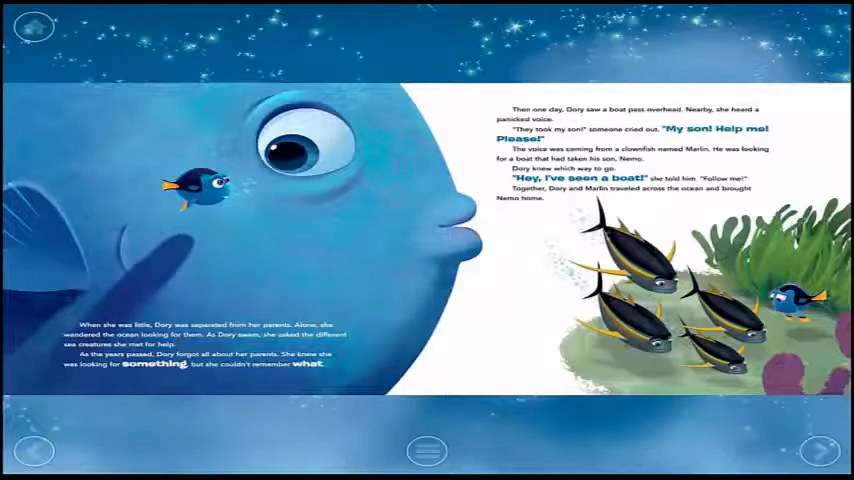 When she was little, Dory was separated from her parents. Alone, she
wandered the ocean looking for them. As Dory swam, she asked the different
sea creatures she met for help.
As the years passed, Dory forgot all about her parents. She knew she
was looking for something, but she couldn't remember what.
Then one day, Dory saw a boat pass overhead. Nearby, she heard a
panicked voice.
"They took my son!" someone cried out. "My son! Help me!
Please!"
The voice was coming from a clownfish named Marlin. He was looking
for a boat that had taken his son, Nemo.
Dory knew which way to go.
"Hey, I've seen a boat!" she told him. "Follow me!"
Together, Dory and Marlin traveled across the ocean and brought
Nemo home.